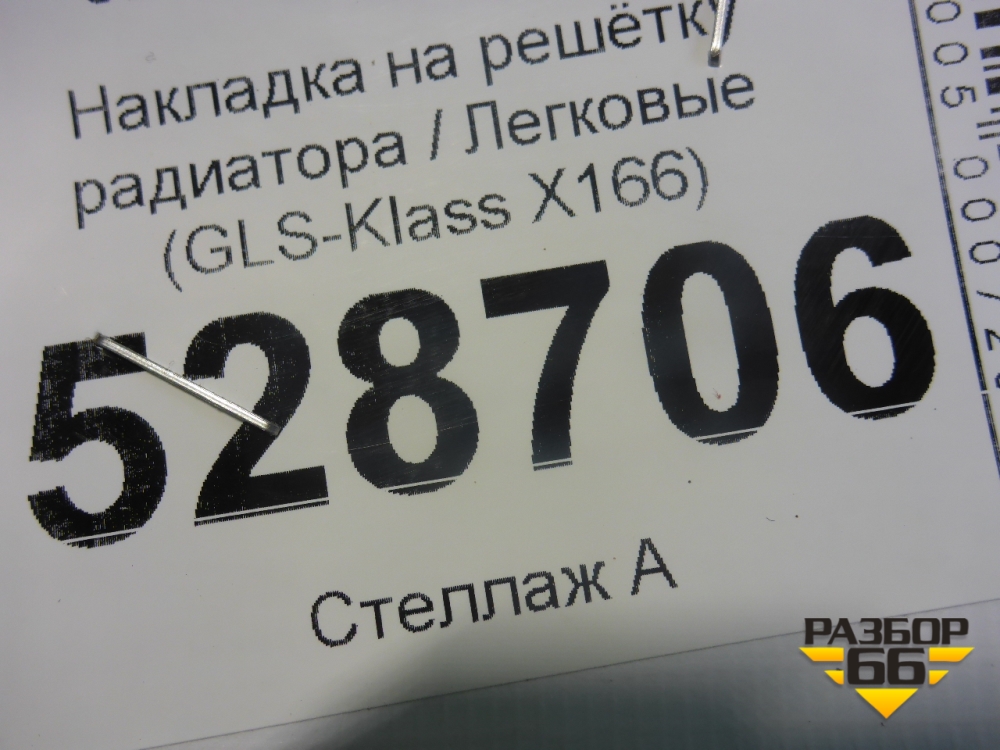 Накладка на решётку
радиатора / Легковые
(GLS-Klass X166)
528706
Стеллаж А
РАЗБОР
66